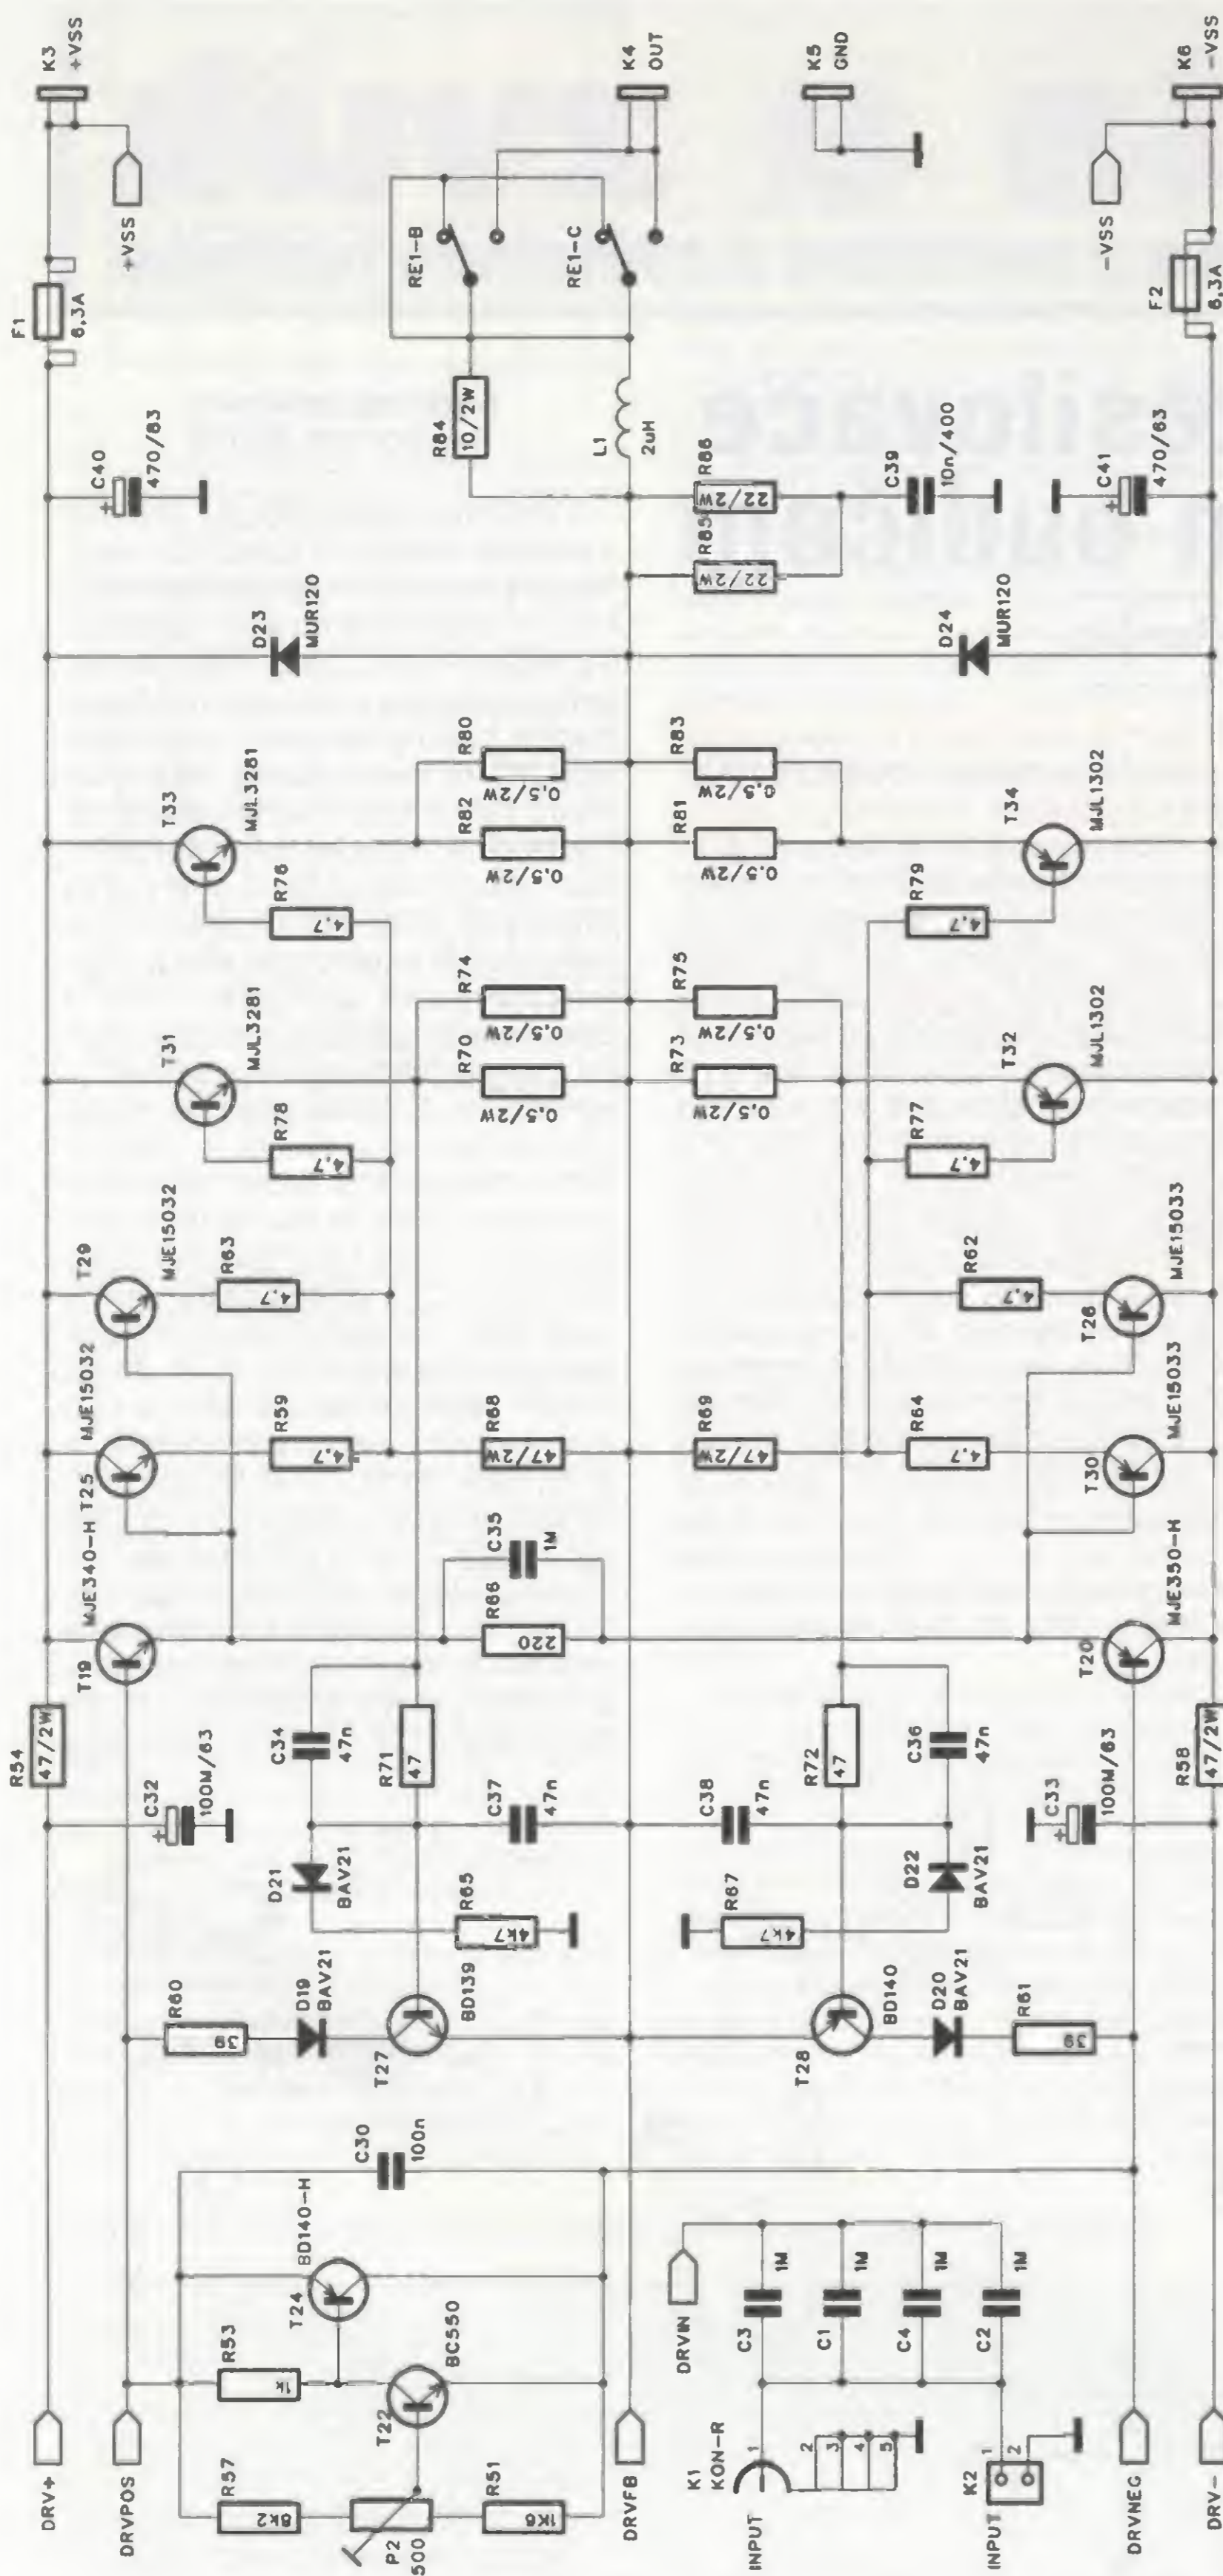 K3
+VSS
F1
6,3A
+VSS
C40
470/63
D23
MUR120
T33
MJL3281
R76
4,7
T31
MJL3281
R78
4,7
T29
MJE15032
R63
4,7
T25
MJE15032
R59
4,7
T19
MJE340-H
R54
47/2W
C32
100M/63
DRV+
DRVPOS
K4
OUT
RE1-B
RE1-C
R84
10/2W
L1
2uH
R86
22/2W
R85
22/2W
C39
10n/400
R80
0,5/2W
R82
0,5/2W
R83
0,5/2W
R81
0,5/2W
R74
0,5/2W
R70
0,5/2W
R75
0,5/2W
R73
0,5/2W
R68
47/2W
R69
47/2W
C35
1M
R66
220
C34
47n
R71
47
C37
47n
C38
47n
R72
47
C36
47n
D21
BAV21
R65
4k7
R67
4k7
D22
BAV21
R60
39
D19
BAV21
T27
BD139
T28
BD140
D20
BAV21
R61
39
C30
100n
BD140-H
T24
R53
1k
T22
BC550
R57
8k2
P2
500
R51
1K6
DRVFB
K5
GND
K6
-VSS
-VSS
F2
6,3A
C41
470/63
D24
MUR120
T34
MJL1302
R79
4,7
T32
MJL1302
R77
4,7
R62
4,7
T26
MJE15033
R64
4,7
T30
MJE15033
T20
MJE350-H
C33
100M/63
R58
47/2W
DRVIN
C3
1M
C1
1M
C4
1M
C2
1M
K1
KON-R
INPUT
1
2
3
4
5
K2
INPUT
1
2
DRVNEG
DRV-